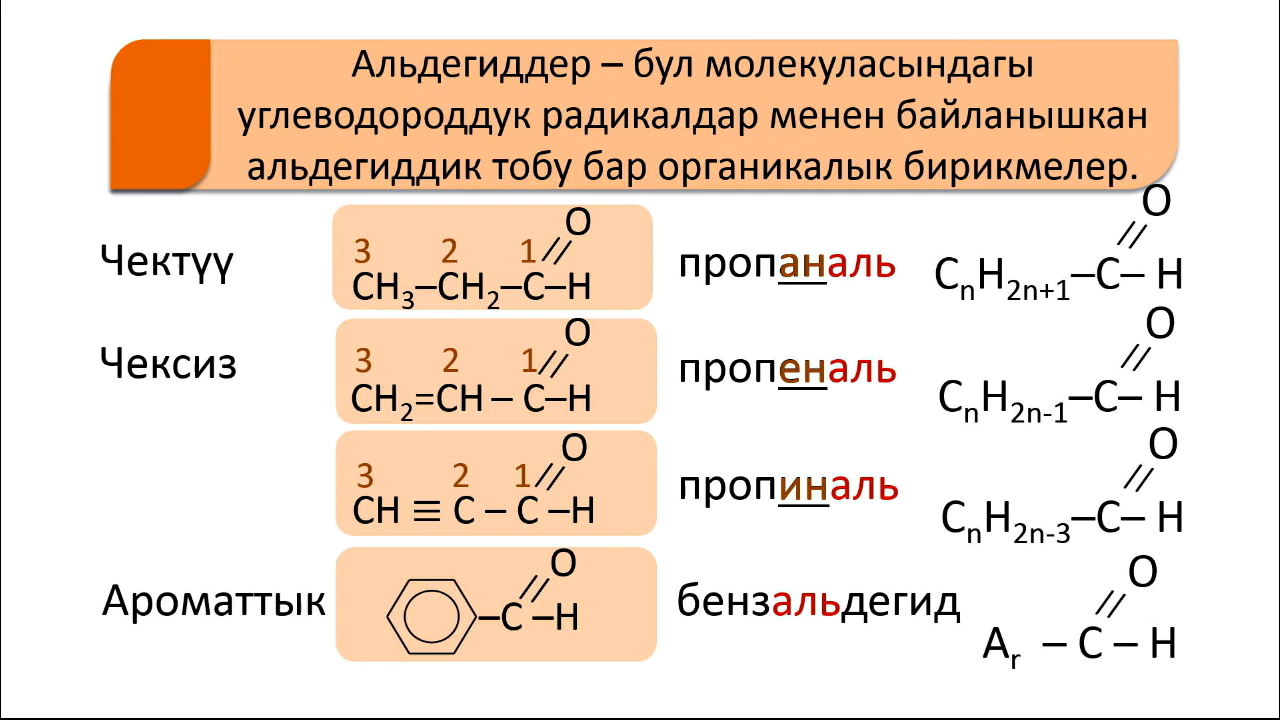 Альдегиддер – бул молекуласындагы
углеводороддук радикалдар менен байланышкан
альдегиддик тобу бар органикалык бирикмелер.
O O
Чектүү 3 2 1 пропаналь
CH₃–CH₂–C–H CₙH₂ₙ₊₁–C– H
O O
Чексиз 3 2 1 пропеналь
CH₂=CH – C–H CₙH₂ₙ₋₁–C– H
O O
3 2 1 пропиналь
CH ≡ C – C –H CₙH₂ₙ₋₃–C– H
O O
Ароматтык –C –H бензальдегид
Aᵣ – C – H